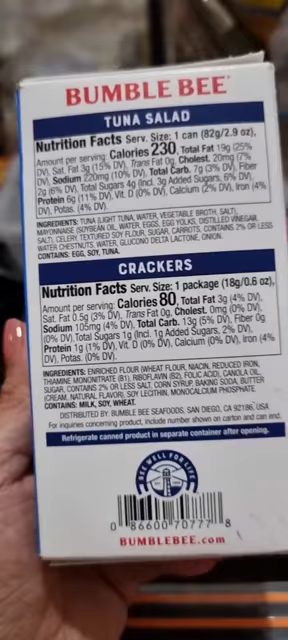 BUMBLE BEE®
TUNA SALAD
Nutrition Facts Serv. Size: 1 can (82g/2.9 oz),
Amount per serving: Calories 230, Total Fat 19g (25%
DV), Sat. Fat 3g (15% DV), Trans Fat 0g, Cholest. 20mg (7%
DV), Sodium 220mg (10% DV), Total Carb. 7g (3% DV), Fiber
2g (6% DV), Total Sugars 4g (Incl. 3g Added Sugars, 6% DV),
Protein 6g (11% DV), Vit. D (0% DV), Calcium (2% DV), Iron (4%
DV), Potas. (4% DV).
INGREDIENTS: TUNA (LIGHT TUNA, WATER, VEGETABLE BROTH, SALT),
MAYONNAISE (SOYBEAN OIL, WATER, EGGS, EGG YOLKS, DISTILLED VINEGAR,
SALT), CELERY, TEXTURED SOY FLOUR, SUGAR, CARROTS, CONTAINS 2% OR LESS
WATER CHESTNUTS, WATER, GLUCONO DELTA LACTONE, ONION.
CONTAINS: EGG, SOY, TUNA.
CRACKERS
Nutrition Facts Serv. Size: 1 package (18g/0.6 oz),
Amount per serving: Calories 80, Total Fat 3g (4% DV),
Sat. Fat 0.5g (3% DV), Trans Fat 0g, Cholest. 0mg (0% DV),
Sodium 105mg (4% DV), Total Carb. 13g (5% DV), Fiber 0g
(0% DV), Total Sugars 1g (Incl. 1g Added Sugars, 2% DV),
Protein 1g (1% DV), Vit. D (0% DV), Calcium (0% DV), Iron (4%
DV), Potas. (0% DV).
INGREDIENTS: ENRICHED FLOUR (WHEAT FLOUR, NIACIN, REDUCED IRON,
THIAMINE MONONITRATE (B1), RIBOFLAVIN (B2), FOLIC ACID), CANOLA OIL,
SUGAR, CONTAINS 2% OR LESS SALT, CORN SYRUP, BAKING SODA, BUTTER
(CREAM, NATURAL FLAVOR), SOY LECITHIN, MONOCALCIUM PHOSPHATE.
CONTAINS: MILK, SOY, WHEAT.
DISTRIBUTED BY: BUMBLE BEE SEAFOODS, SAN DIEGO, CA 92186, USA
For inquiries concerning product, include number shown on carton and can end.
Refrigerate canned product in separate container after opening.
BEE WELL FOR LIFE
0 86600 70777 8
BUMBLEBEE.com